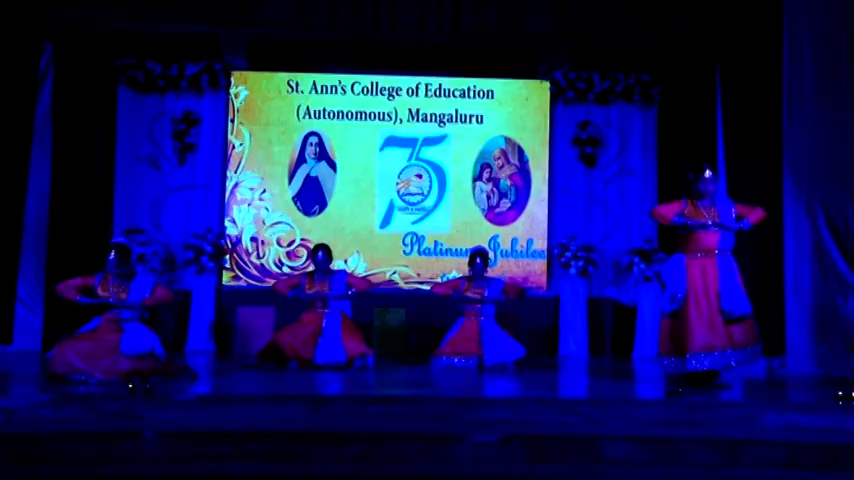 St. Ann's College of Education
(Autonomous), Mangaluru
75
Platinum Jubilee